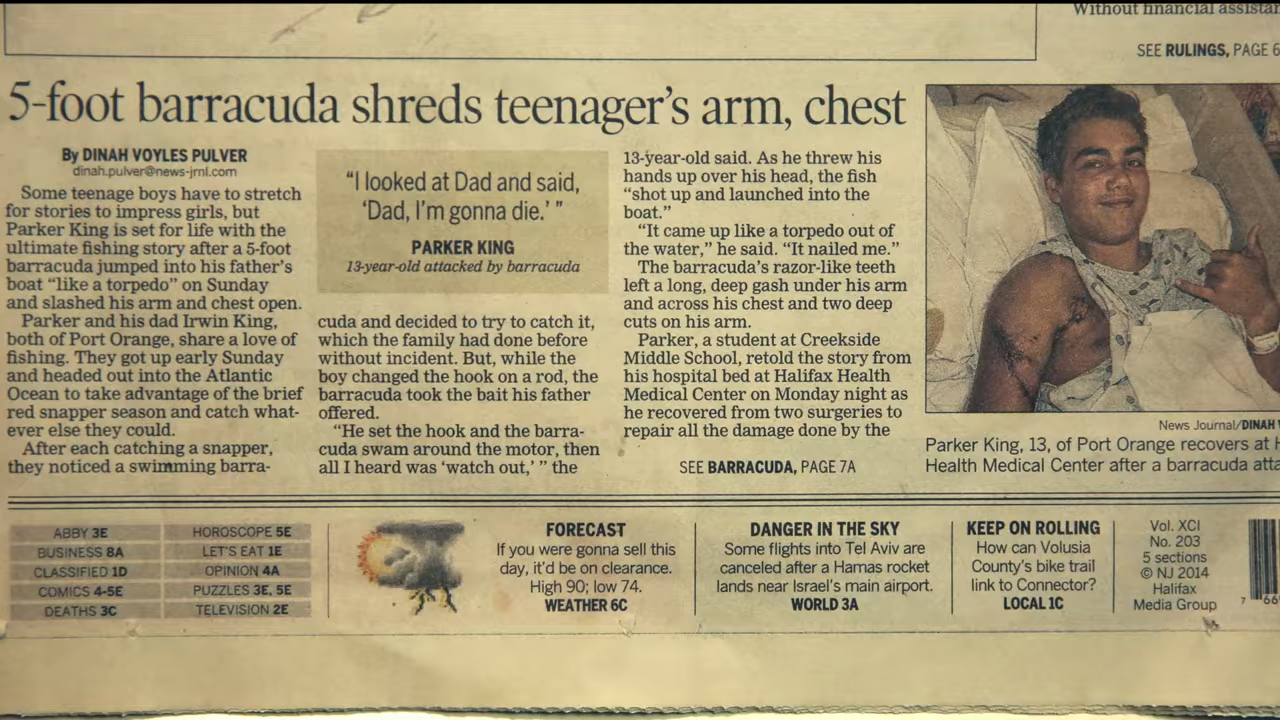 Without financial
SEE RULINGS, PAGE 6
5-foot barracuda shreds teenager's arm, chest
By DINAH VOYLES PULVER
dinah.pulver@news-jrnl.com
Some teenage boys have to stretch
for stories to impress girls, but
Parker King is set for life with the
ultimate fishing story after a 5-foot
barracuda jumped into his father's
boat "like a torpedo" on Sunday
and slashed his arm and chest open.
Parker and his dad Irwin King,
both of Port Orange, share a love of
fishing. They got up early Sunday
and headed out into the Atlantic
Ocean to take advantage of the brief
red snapper season and catch what-
ever else they could.
After each catching a snapper,
they noticed a swimming barra-
"I looked at Dad and said,
'Dad, I'm gonna die.' "
PARKER KING
13-year-old attacked by barracuda
cuda and decided to try to catch it,
which the family had done before
without incident. But, while the
boy changed the hook on a rod, the
barracuda took the bait his father
offered.
"He set the hook and the barra-
cuda swam around the motor, then
all I heard was 'watch out,' " the
13-year-old said. As he threw his
hands up over his head, the fish
"shot up and launched into the
boat."
"It came up like a torpedo out of
the water," he said. "It nailed me."
The barracuda's razor-like teeth
left a long, deep gash under his arm
and across his chest and two deep
cuts on his arm.
Parker, a student at Creekside
Middle School, retold the story from
his hospital bed at Halifax Health
Medical Center on Monday night as
he recovered from two surgeries to
repair all the damage done by the
SEE BARRACUDA, PAGE 7A
News Journal/DINAH
Parker King, 13, of Port Orange recovers at
Health Medical Center after a barracuda
ABBY 3E
BUSINESS 8A
CLASSIFIED 1D
COMICS 4-5E
DEATHS 3C
HOROSCOPE 5E
LET'S EAT 1E
OPINION 4A
PUZZLES 3E, 5E
TELEVISION 2E
FORECAST
If you were gonna sell this
day, it'd be on clearance.
High 90; low 74.
WEATHER 6C
DANGER IN THE SKY
Some flights into Tel Aviv are
canceled after a Hamas rocket
lands near Israel's main airport.
WORLD 3A
KEEP ON ROLLING
How can Volusia
County's bike trail
link to Connector?
LOCAL 1C
Vol. XCI
No. 203
5 sections
© NJ 2014
Halifax
Media Group
7